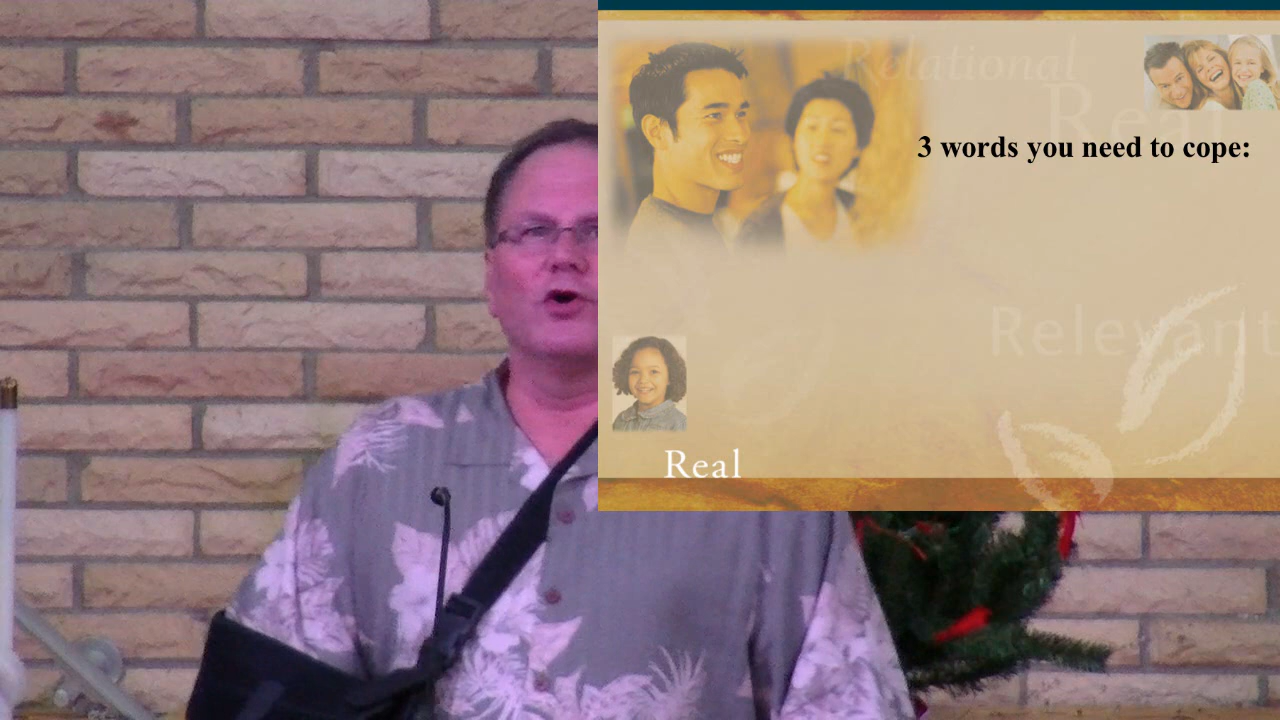 Relational
Real
3 words you need to cope:
Relevant
Real